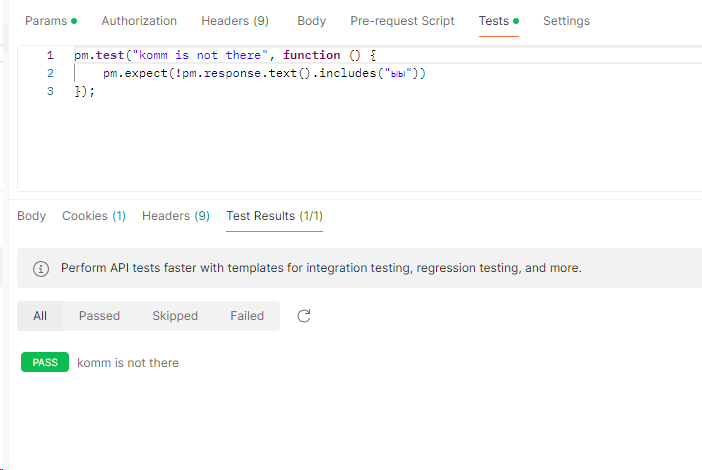 Params Authorization Headers (9) Body Pre-request Script Tests Settings
1 pm.test("komm is not there", function () {
2 pm.expect(!pm.response.text().includes("ыы"))
3 });
Body Cookies (1) Headers (9) Test Results (1/1)
Perform API tests faster with templates for integration testing, regression testing, and more.
All Passed Skipped Failed
PASS komm is not there